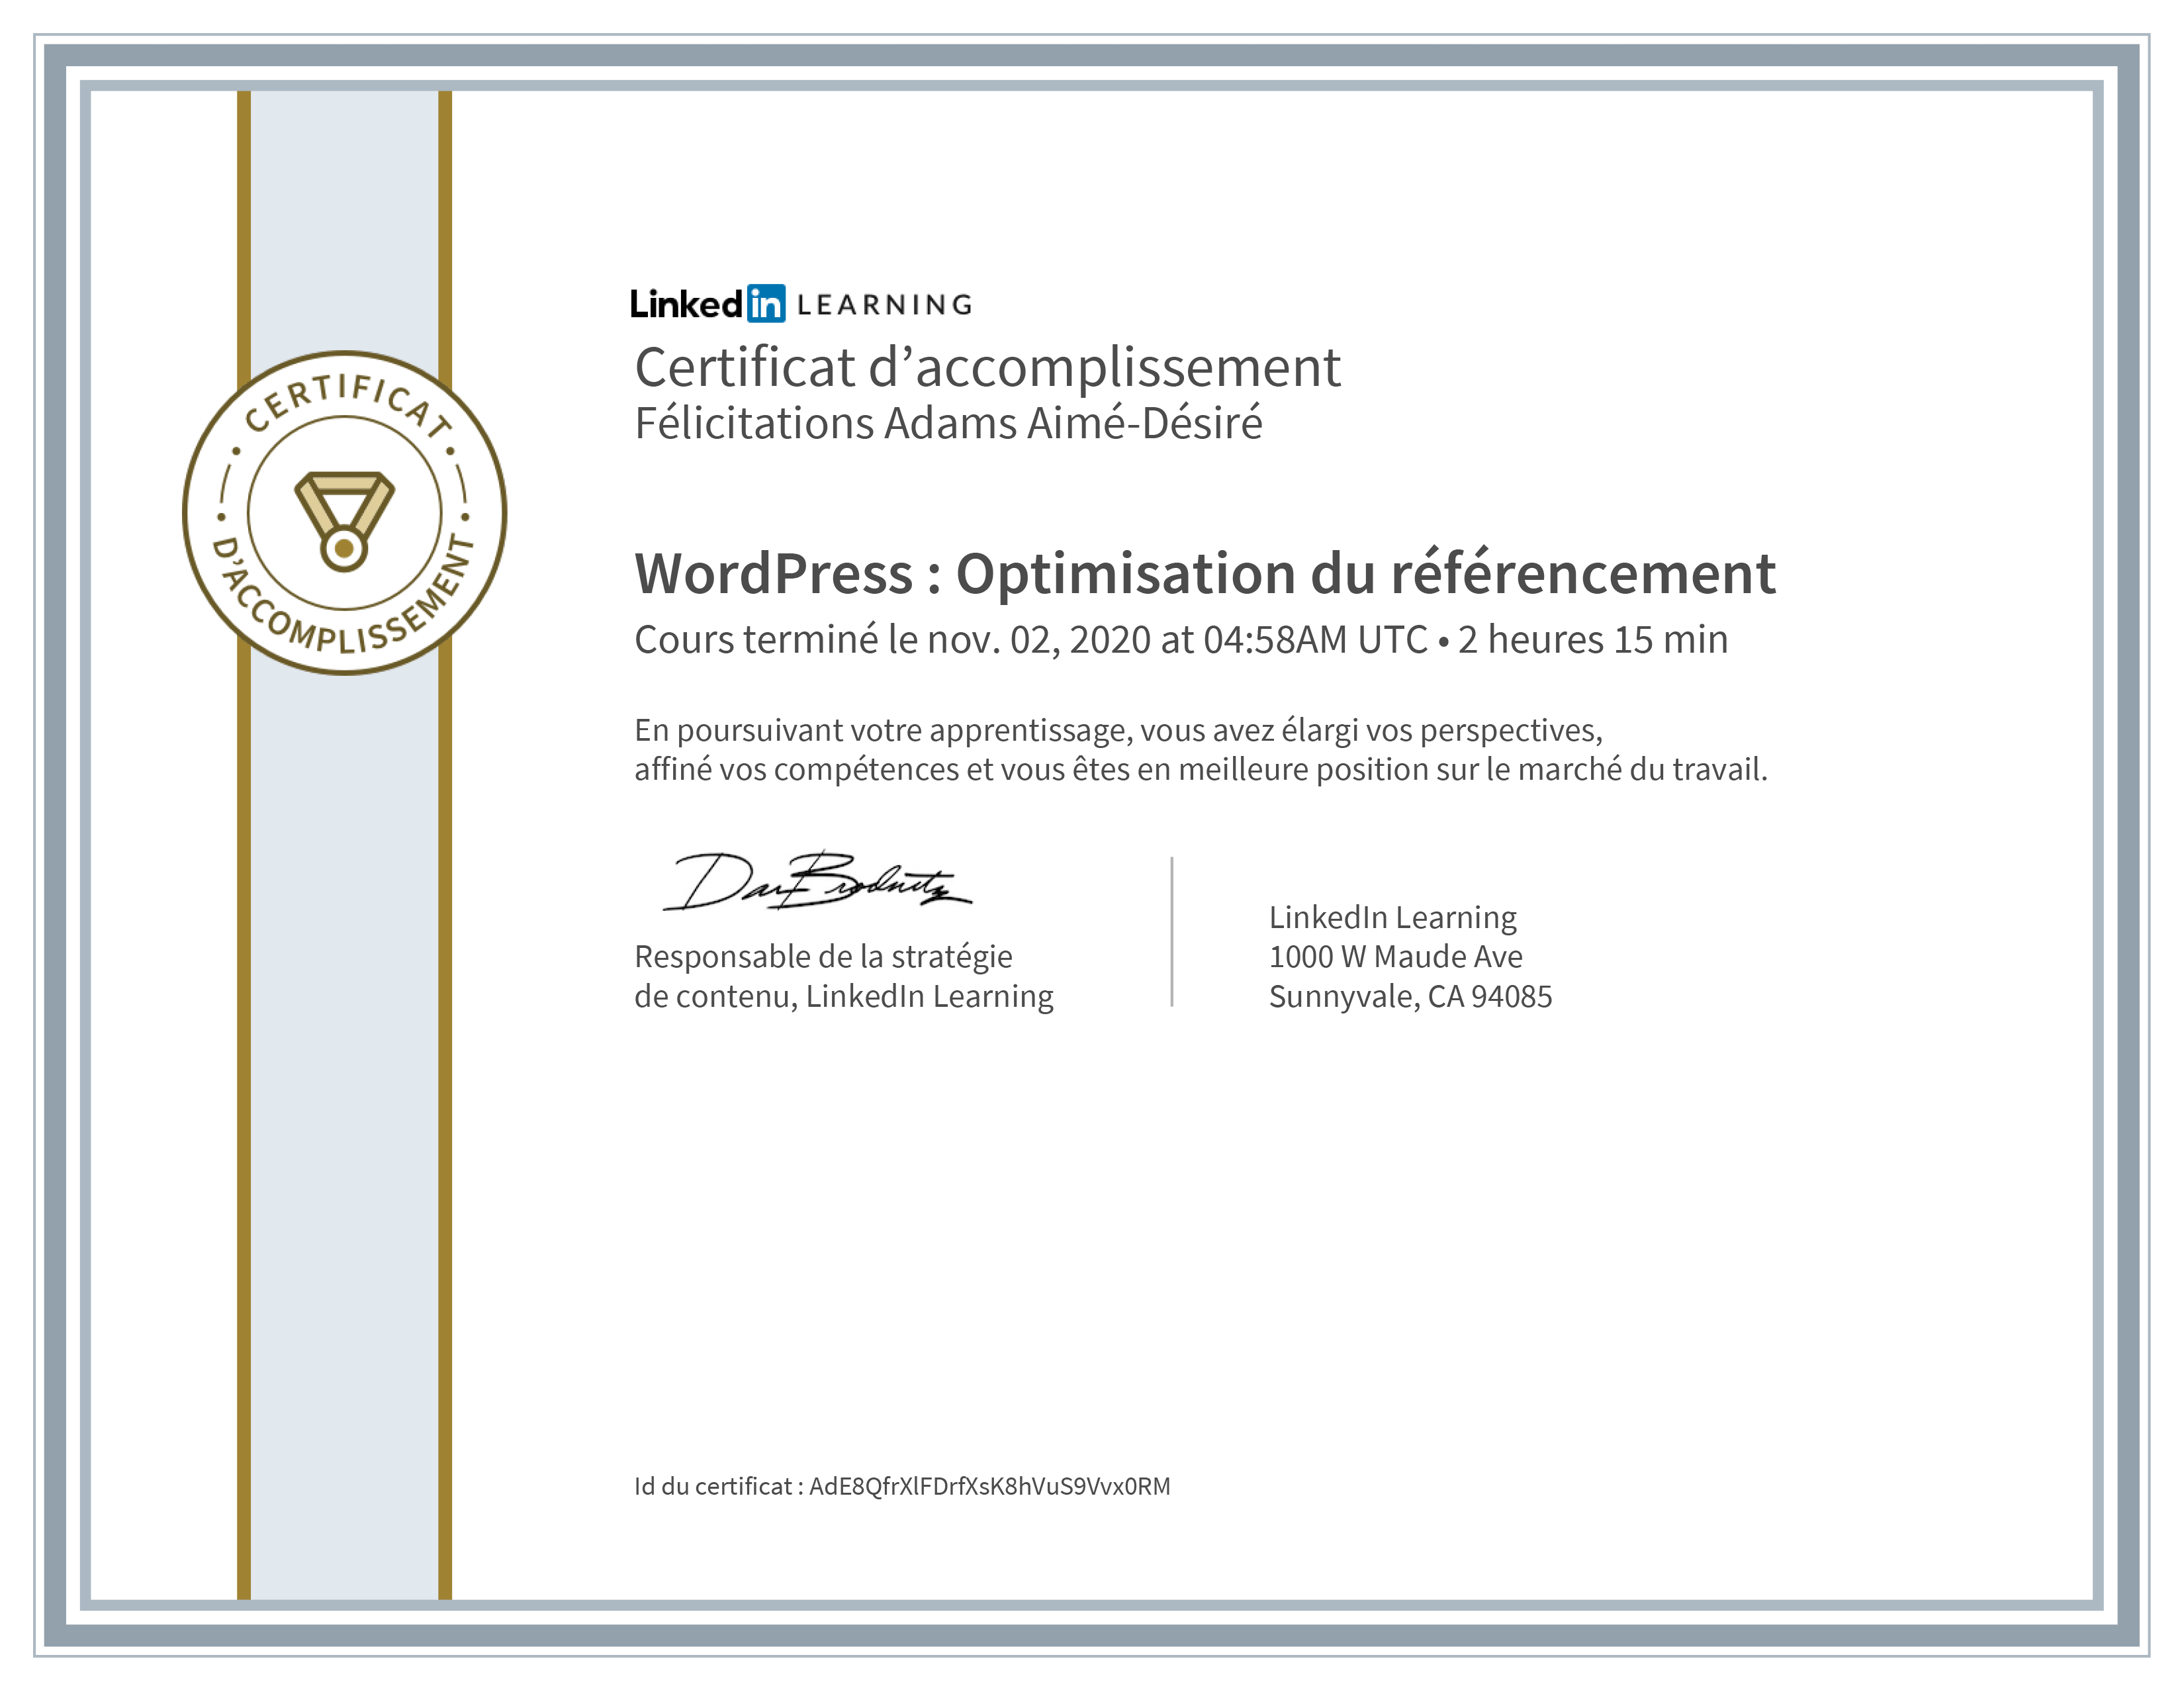 CERTIFICAT
D'ACCOMPLISSEMENT
Linked in LEARNING
Certificat d’accomplissement
Félicitations Adams Aimé-Désiré
WordPress : Optimisation du référencement
Cours terminé le nov. 02, 2020 at 04:58AM UTC • 2 heures 15 min
En poursuivant votre apprentissage, vous avez élargi vos perspectives,
affiné vos compétences et vous êtes en meilleure position sur le marché du travail.
Responsable de la stratégie
de contenu, LinkedIn Learning
LinkedIn Learning
1000 W Maude Ave
Sunnyvale, CA 94085
Id du certificat : AdE8QfrXlFDrfXsK8hVuS9Vvx0RM